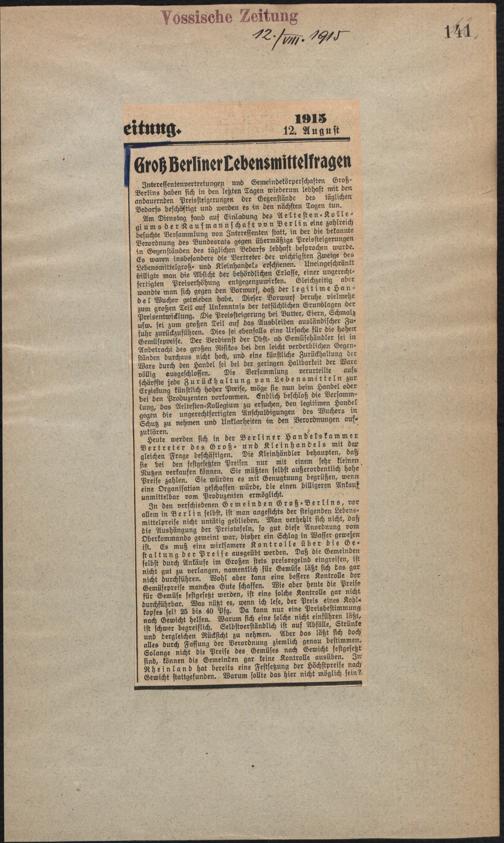 Vossische Zeitung
12./VIII. 1915
141
eitung.
1915
12. August
Groß Berliner Lebensmittelfragen
Interessentenvertretungen und Gemeindekörperschaften Groß-
Berlins haben sich in den letzten Tagen wiederum lebhaft mit den
andauernden Preissteigerungen der Gegenstände des täglichen
Bedarfs beschäftigt und werden es in den nächsten Tagen tun.
Am Dienstag fand auf Einladung des Aeltesten-Kolle-
giums der Kaufmannschaft von Berlin eine zahlreich
besuchte Versammlung von Interessenten statt, in der die bekannte
Verordnung des Bundesrats gegen übermäßige Preissteigerungen
in Gegenständen des täglichen Bedarfs lebhaft besprochen wurde.
Es waren insbesondere die Vertreter der wichtigsten Zweige des
Lebensmittelgroß- und Kleinhandels erschienen. Uneingeschränkt
billigte man die Absicht der behördlichen Erlasse, einer ungerecht-
fertigten Preiserhöhung entgegenzuwirken. Gleichzeitig aber
wandte man sich gegen den Vorwurf, daß der legitime Han-
del Wucher getrieben habe. Dieser Vorwurf beruhe vielmehr
zum großen Teil auf Unkenntnis der tatsächlichen Grundlagen der
Preisentwicklung. Die Preissteigerung bei Butter, Eiern, Schmalz
usw. sei zum großen Teil auf das Ausbleiben ausländischer Zu-
fuhr zurückzuführen. Dies sei ebenfalls eine Ursache für die hohen
Gemüsepreise. Der Verdienst der Obst- und Gemüsehändler sei in
Anbetracht des großen Risikos bei den leicht verderblichen Gegen-
ständen durchaus nicht hoch, und eine künstliche Zurückhaltung der
Ware durch den Handel sei bei der geringen Haltbarkeit der Ware
völlig ausgeschlossen. Die Versammlung verurteilte aufs
schärfste jede Zurückhaltung von Lebensmitteln zur
Erzielung künstlich hoher Preise, möge sie nun beim Handel oder
bei den Produzenten vorkommen. Endlich beschloß die Versamm-
lung, das Aeltesten-Kollegium zu ersuchen, den legitimen Handel
gegen die ungerechtfertigten Anschuldigungen des Wuchers in
Schutz zu nehmen und Unklarheiten in den Verordnungen auf-
zuklären.
Heute werden sich in der Berliner Handelskammer
Vertreter des Groß- und Kleinhandels mit der
gleichen Frage beschäftigen. Die Kleinhändler behaupten, daß
sie bei den festgesetzten Preisen nur mit einem sehr kleinen
Nutzen verkaufen können. Sie müßten selbst außerordentlich hohe
Preise zahlen. Sie würden es mit Genugtuung begrüßen, wenn
eine Organisation geschaffen würde, die einen billigeren Ankauf
unmittelbar vom Produzenten ermöglicht.
In den verschiedenen Gemeinden Groß-Berlins, vor
allem in Berlin selbst, ist man angesichts der steigenden Lebens-
mittelpreise nicht untätig geblieben. Man verhehlt sich nicht, daß
die Aushängung der Preistafeln, so gut diese Anordnung vom
Oberkommando gemeint war, bisher ein Schlag in Wasser gewesen
ist. Es muß eine wirksamere Kontrolle über die Ge-
staltung der Preise ausgeübt werden. Daß die Gemeinden
selbst durch Ankäufe im Großen stets preisregelnd eingreifen, ist
nicht gut zu verlangen, namentlich für Gemüse läßt sich das gar
nicht durchführen. Wohl aber kann eine bessere Kontrolle der
Gemüsepreise manches Gute schaffen. Wie aber heute die Preise
für Gemüse festgesetzt werden, ist eine solche Kontrolle gar nicht
durchführbar. Was nützt es, wenn ich lese, der Preis eines Kohl-
kopfes sei 25 bis 40 Pfg. Da kann nur eine Preisbestimmung
nach Gewicht helfen. Warum sich eine solche nicht einführen läßt,
ist schwer begreiflich. Selbstverständlich ist auf Abfälle, Strünke
und dergleichen Rücksicht zu nehmen. Aber das läßt sich doch
alles durch Fassung der Verordnung ziemlich genau bestimmen.
Solange nicht die Preise des Gemüses nach Gewicht festgesetzt
sind, können die Gemeinden gar keine Kontrolle ausüben. Im
Rheinland hat bereits eine Festsetzung der Höchstpreise nach
Gewicht stattgefunden. Warum sollte das hier nicht möglich sein?